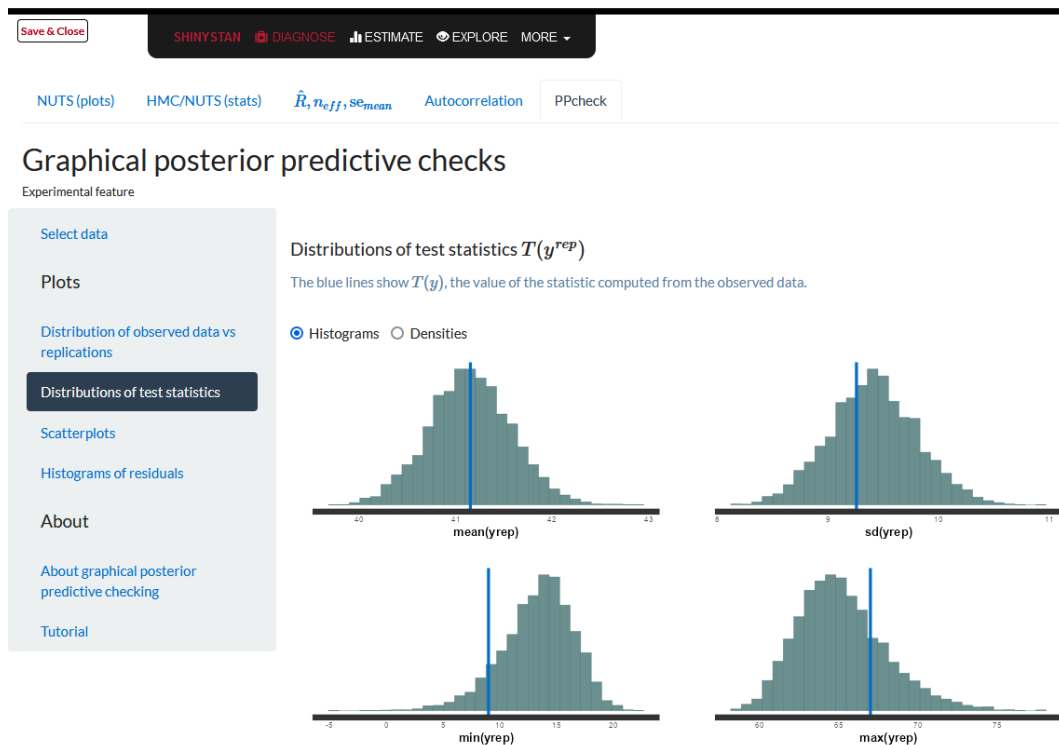 Save & Close
SHINYSTAN DIAGNOSE ESTIMATE EXPLORE MORE
NUTS (plots) HMC/NUTS (stats) R̂, n_eff, se_mean Autocorrelation PPcheck
Graphical posterior predictive checks
Experimental feature
Select data
Plots
Distribution of observed data vs
replications
Distributions of test statistics
Scatterplots
Histograms of residuals
About
About graphical posterior
predictive checking
Tutorial
Distributions of test statistics T(y^rep)
The blue lines show T(y), the value of the statistic computed from the observed data.
Histograms Densities
40 41 42 43
mean(yrep)
8 9 10 11
sd(yrep)
-5 0 5 10 15 20
min(yrep)
60 65 70 75
max(yrep)